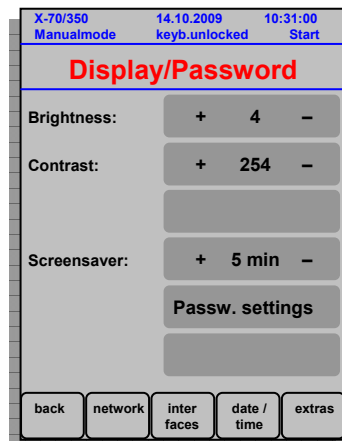 X-70/350 14.10.2009 10:31:00
Manualmode keyb.unlocked Start
Display/Password
Brightness: + 4 –
Contrast: + 254 –
Screensaver: + 5 min –
Passw. settings
back network inter faces date / time extras